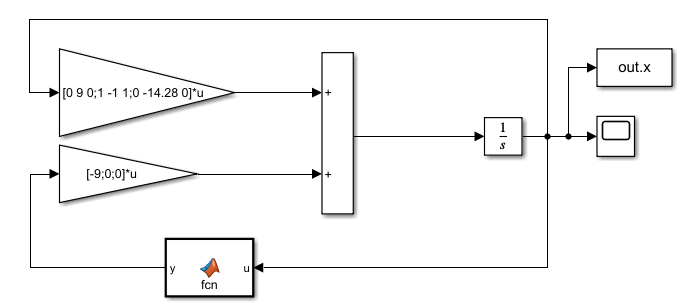 [0 9 0;1 -1 1;0 -14.28 0]*u
+
out.x
1
s
[-9;0;0]*u
+
y
u
fcn